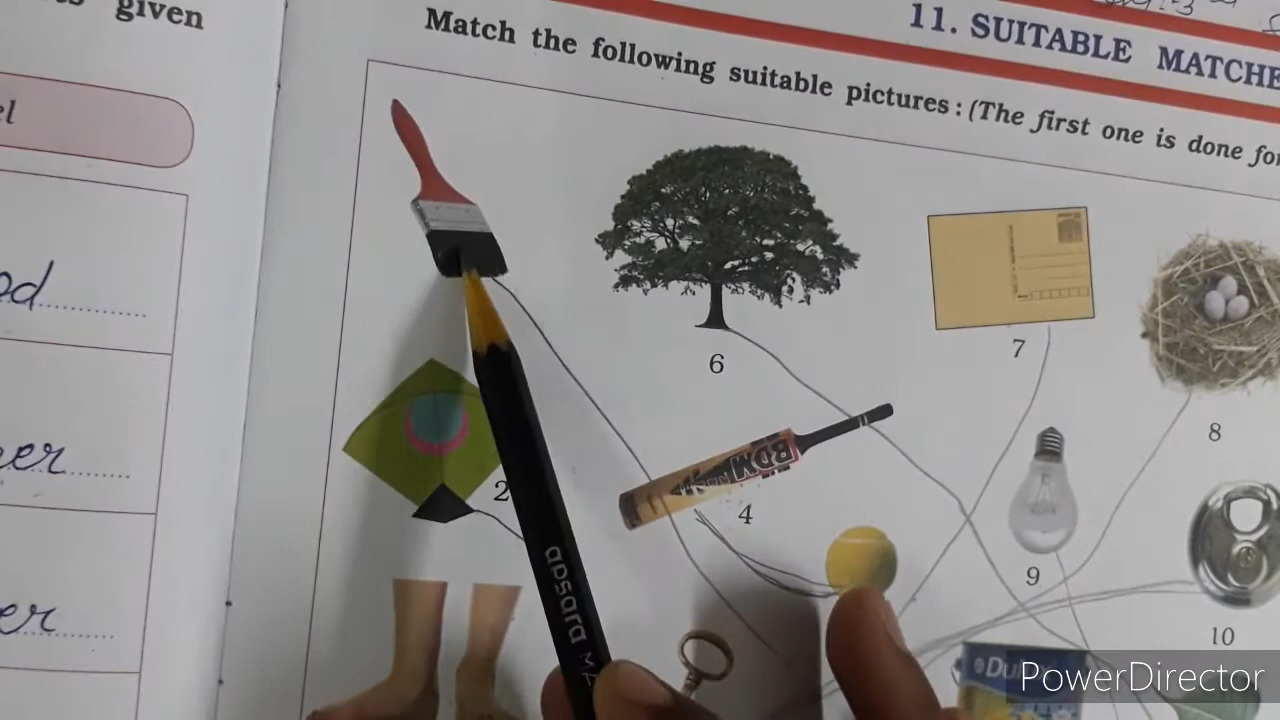 given
11. SUITABLE MATCHE
Match the following suitable pictures : (The first one is done for
el
od
er
er
6
7
8
2
BDM
4
9
10
apsara
Du
PowerDirector